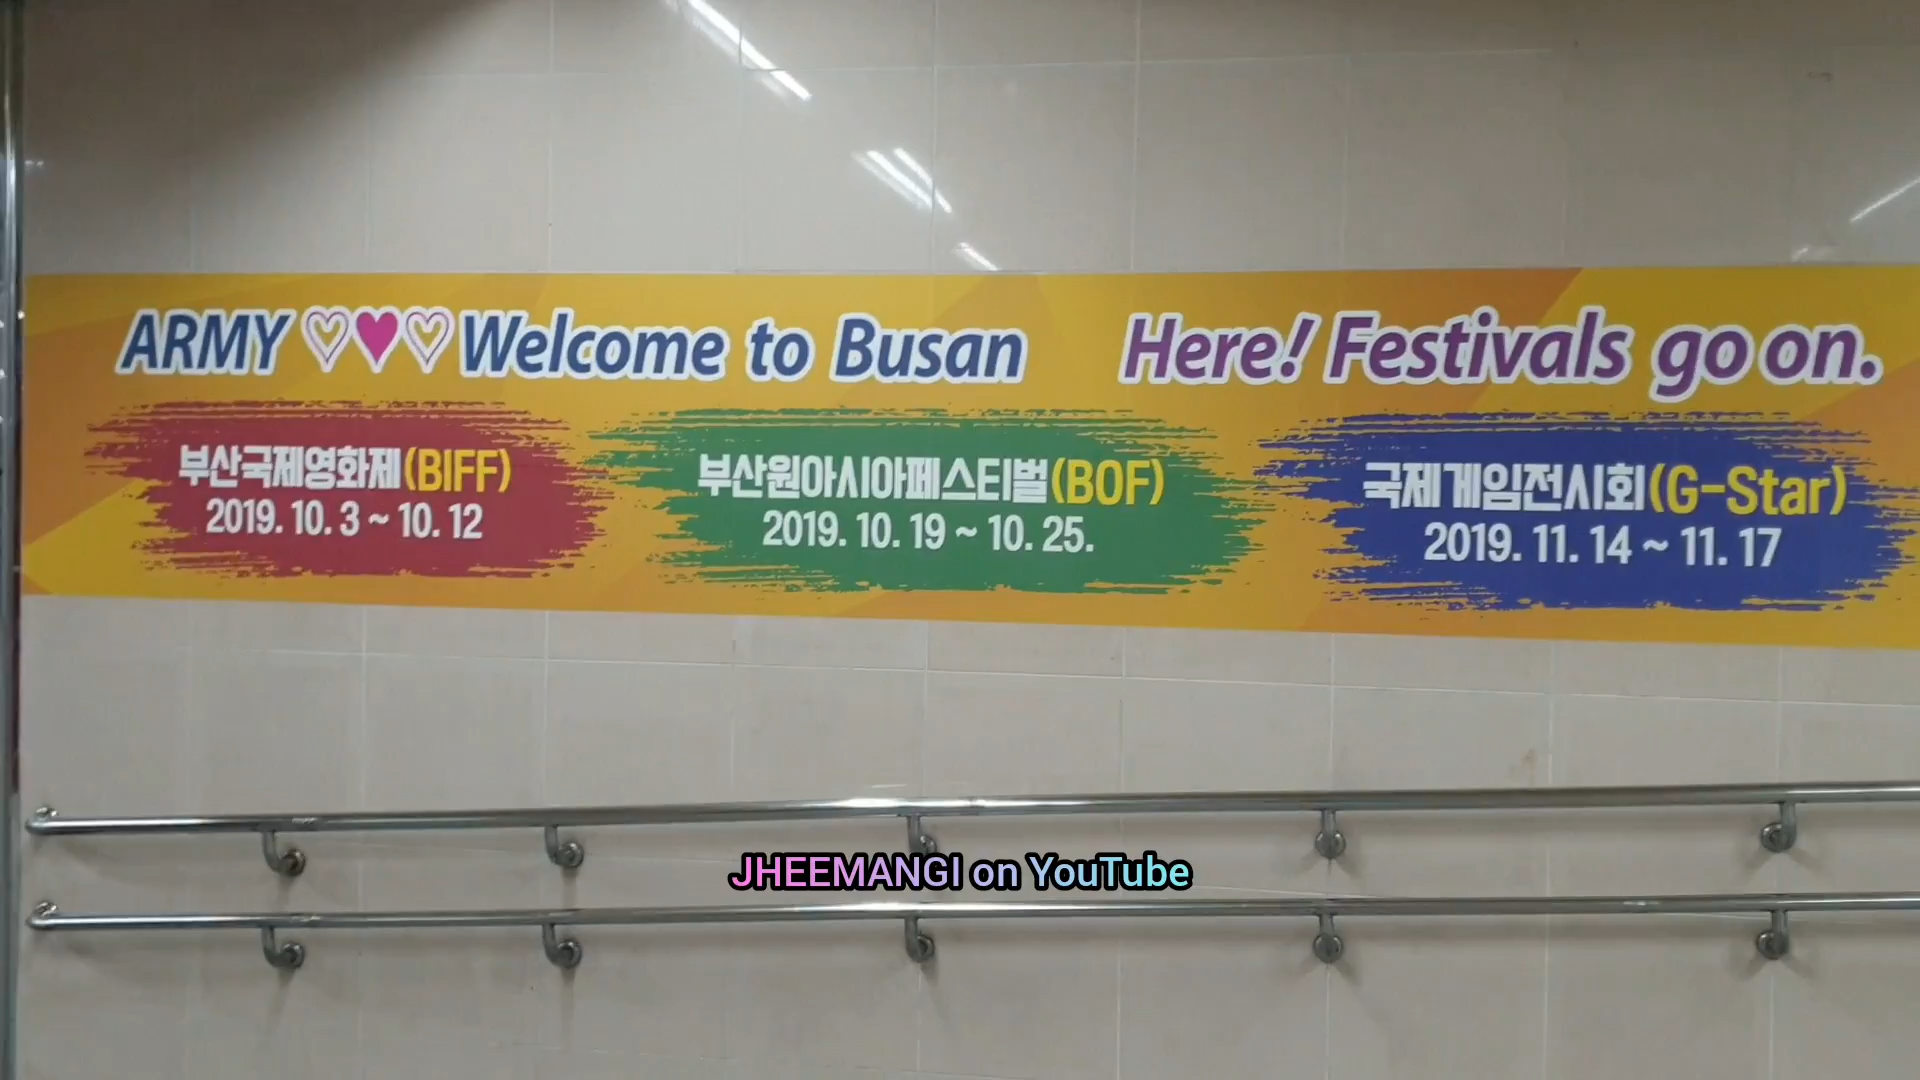 ARMY ♡♥♡ Welcome to Busan
Here! Festivals go on.
부산국제영화제(BIFF)
2019. 10. 3 ~ 10. 12
부산원아시아페스티벌(BOF)
2019. 10. 19 ~ 10. 25.
국제게임전시회(G-Star)
2019. 11. 14 ~ 11. 17
JHEEMANGI on YouTube